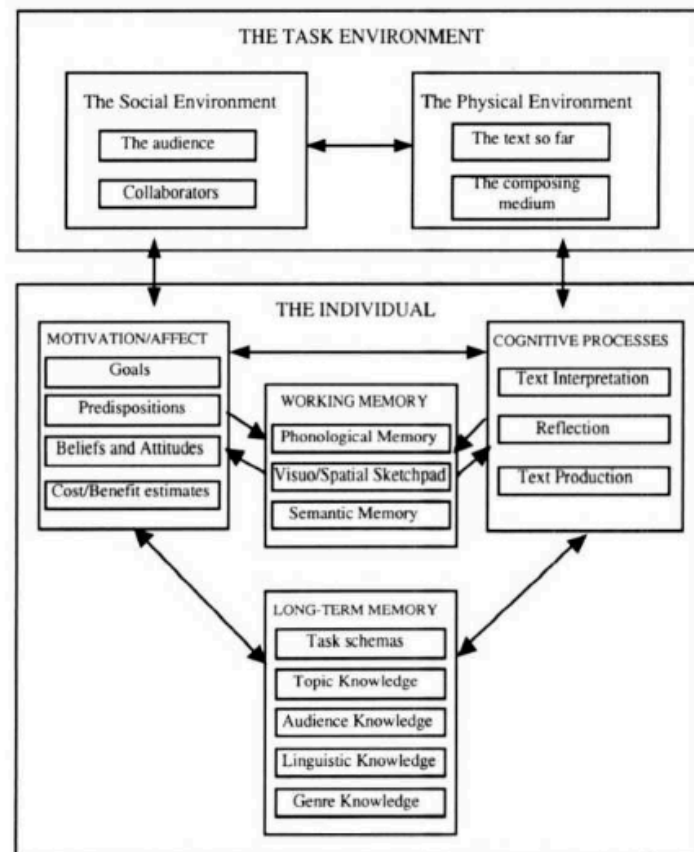 THE TASK ENVIRONMENT
The Social Environment
The audience
Collaborators
The Physical Environment
The text so far
The composing
medium
THE INDIVIDUAL
MOTIVATION/AFFECT
Goals
Predispositions
Beliefs and Attitudes
Cost/Benefit estimates
WORKING MEMORY
Phonological Memory
Visuo/Spatial Sketchpad
Semantic Memory
COGNITIVE PROCESSES
Text Interpretation
Reflection
Text Production
LONG-TERM MEMORY
Task schemas
Topic Knowledge
Audience Knowledge
Linguistic Knowledge
Genre Knowledge